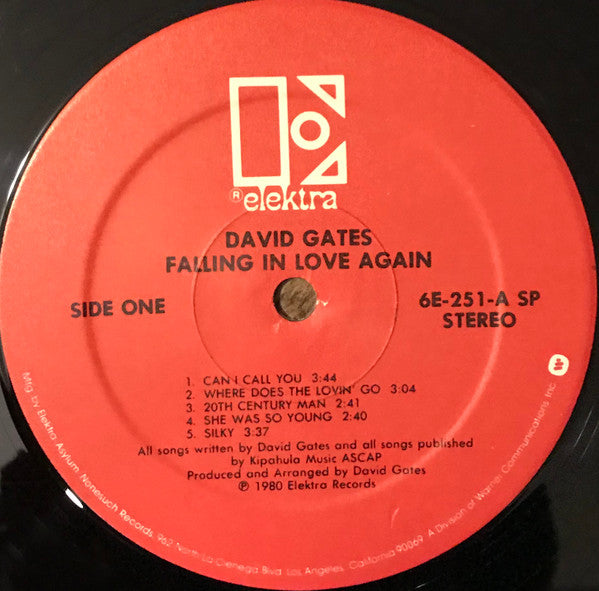 ® elektra
DAVID GATES
FALLING IN LOVE AGAIN
SIDE ONE
6E-251-A SP
STEREO
1. CAN I CALL YOU 3:44
2. WHERE DOES THE LOVIN' GO 3:04
3. 20TH CENTURY MAN 2:41
4. SHE WAS SO YOUNG 2:40
5. SILKY 3:37
All songs written by David Gates and all songs published
by Kipahula Music ASCAP
Produced and Arranged by David Gates
℗ 1980 Elektra Records
Mfg. by Elektra/Asylum/Nonesuch Records, 962 North La Cienega Blvd. Los Angeles, California 90069. A Division of Warner Communications Inc.